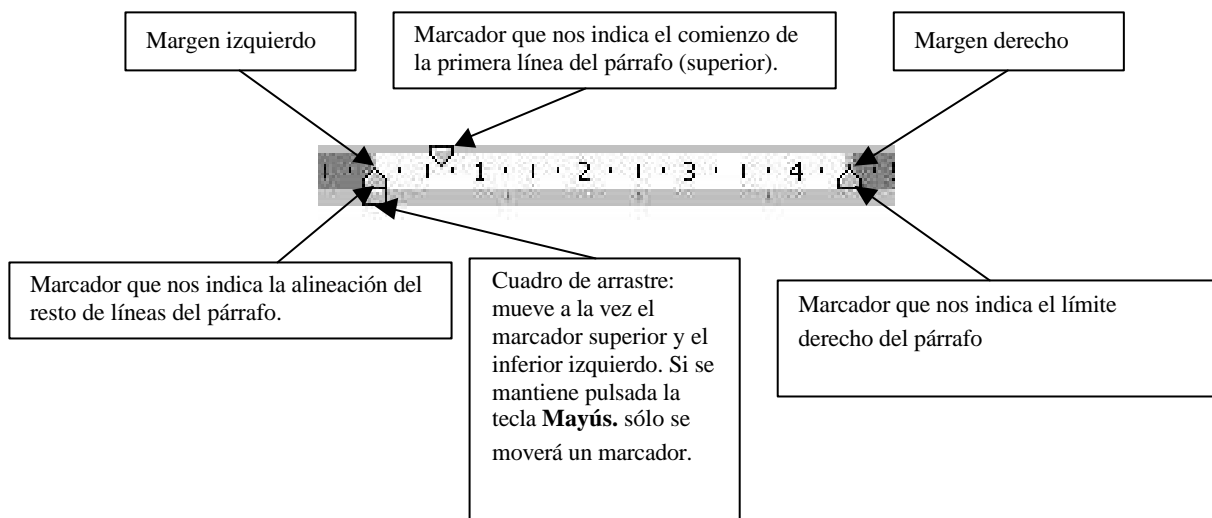 Margen izquierdo
Marcador que nos indica el comienzo de
la primera línea del párrafo (superior).
Margen derecho
1 2 3 4
Marcador que nos indica la alineación del
resto de líneas del párrafo.
Cuadro de arrastre:
mueve a la vez el
marcador superior y el
inferior izquierdo. Si se
mantiene pulsada la
tecla Mayús. sólo se
moverá un marcador.
Marcador que nos indica el límite
derecho del párrafo